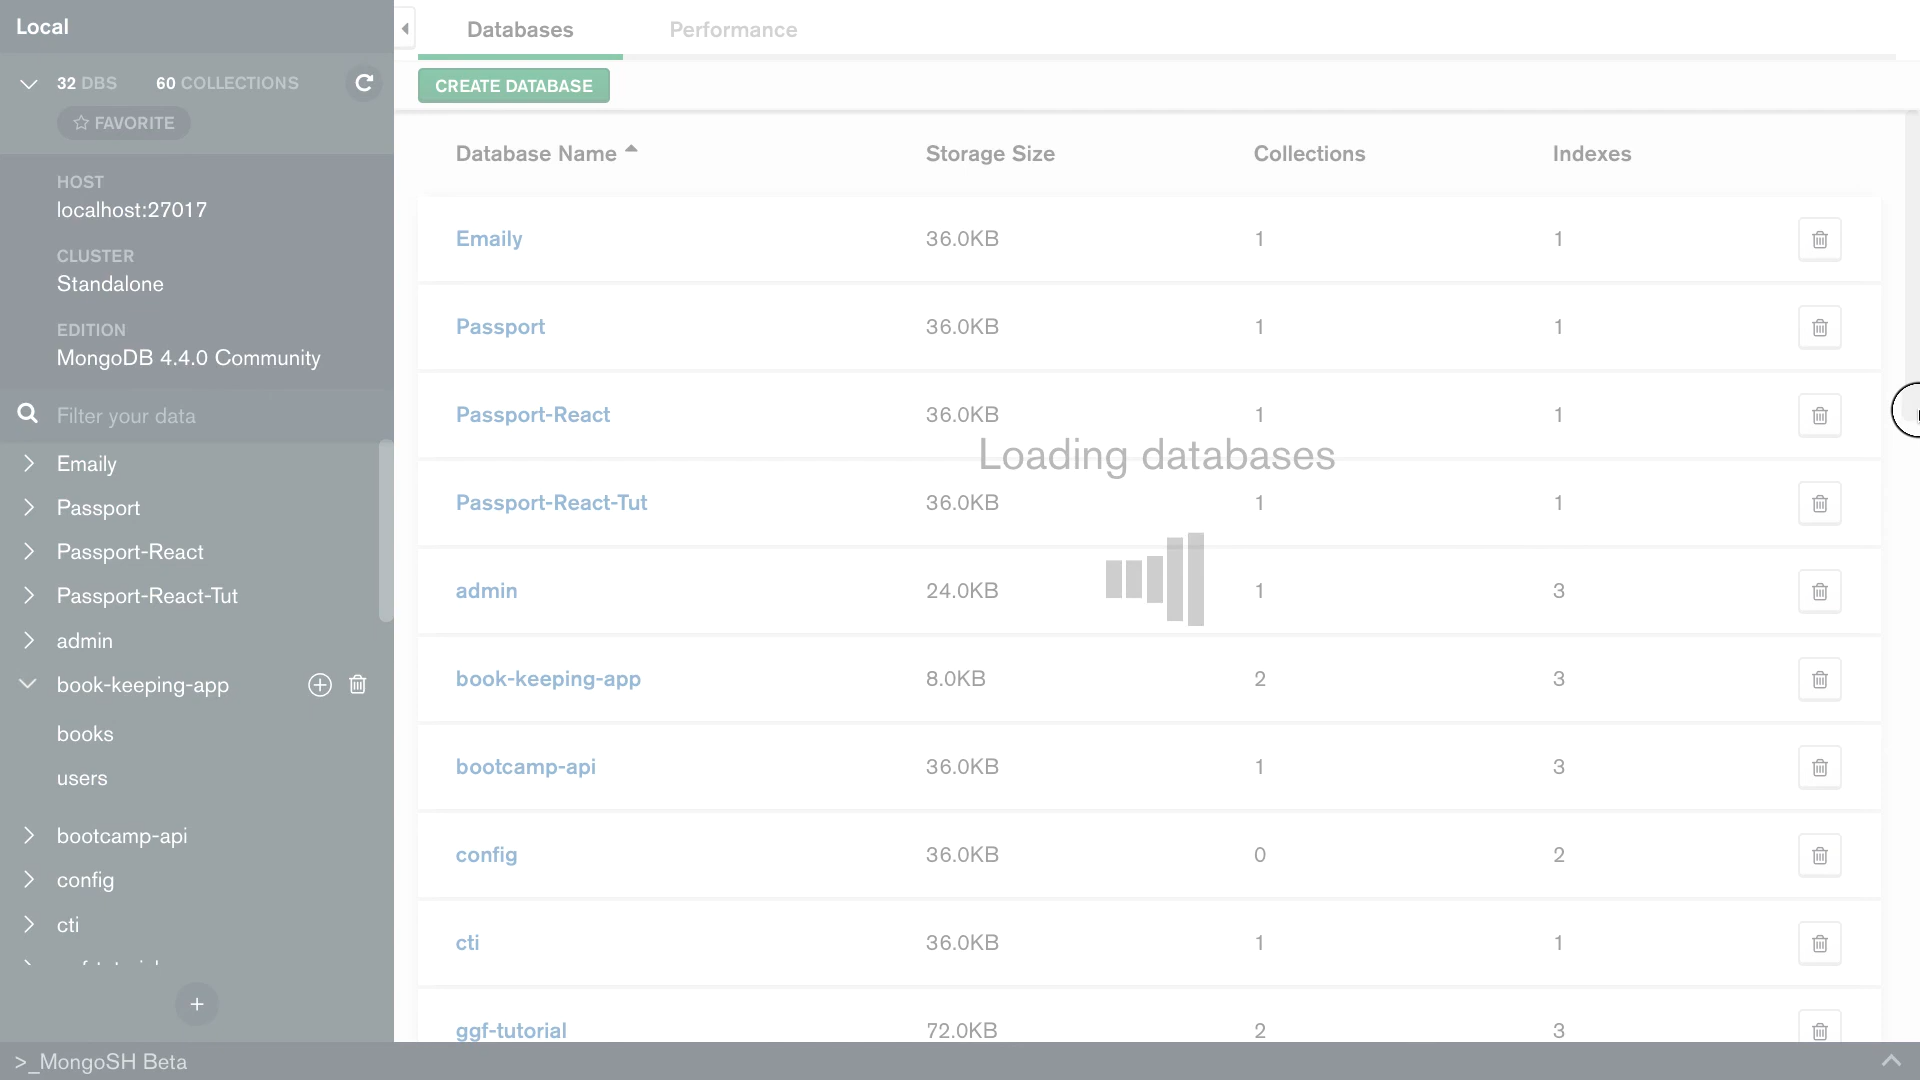 Local
32 DBS 60 COLLECTIONS
FAVORITE
HOST
localhost:27017
CLUSTER
Standalone
EDITION
MongoDB 4.4.0 Community
Filter your data
Emaily
Passport
Passport-React
Passport-React-Tut
admin
book-keeping-app
books
users
bootcamp-api
config
cti
+
Databases Performance
CREATE DATABASE
Database Name Storage Size Collections Indexes
Emaily 36.0KB 1 1
Passport 36.0KB 1 1
Passport-React 36.0KB 1 1
Loading databases
Passport-React-Tut 36.0KB 1 1
admin 24.0KB 1 3
book-keeping-app 8.0KB 2 3
bootcamp-api 36.0KB 1 3
config 36.0KB 0 2
cti 36.0KB 1 1
ggf-tutorial 72.0KB 2 3
>_MongoSH Beta